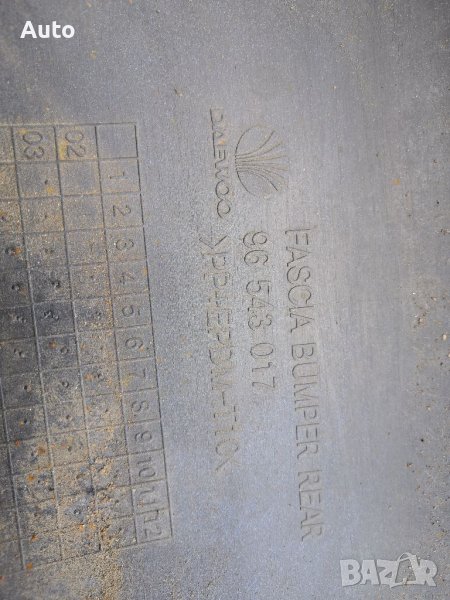 Auto
FASCIA BUMPER REAR
96 543 017
DAEWOO
>PP+EPDM-T10<
1 2 3 4 5 6 7 8 9 10 11 12
02
03
BAZAR